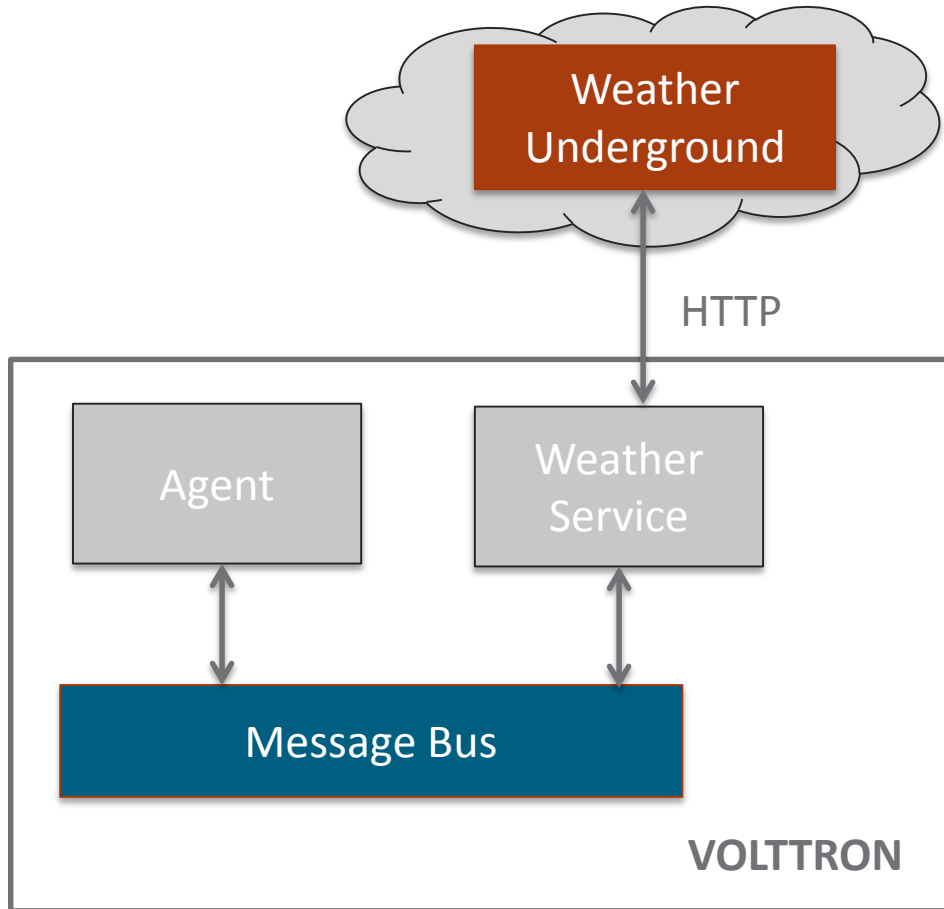 Weather
Underground
HTTP
Agent
Weather
Service
Message Bus
VOLTTRON